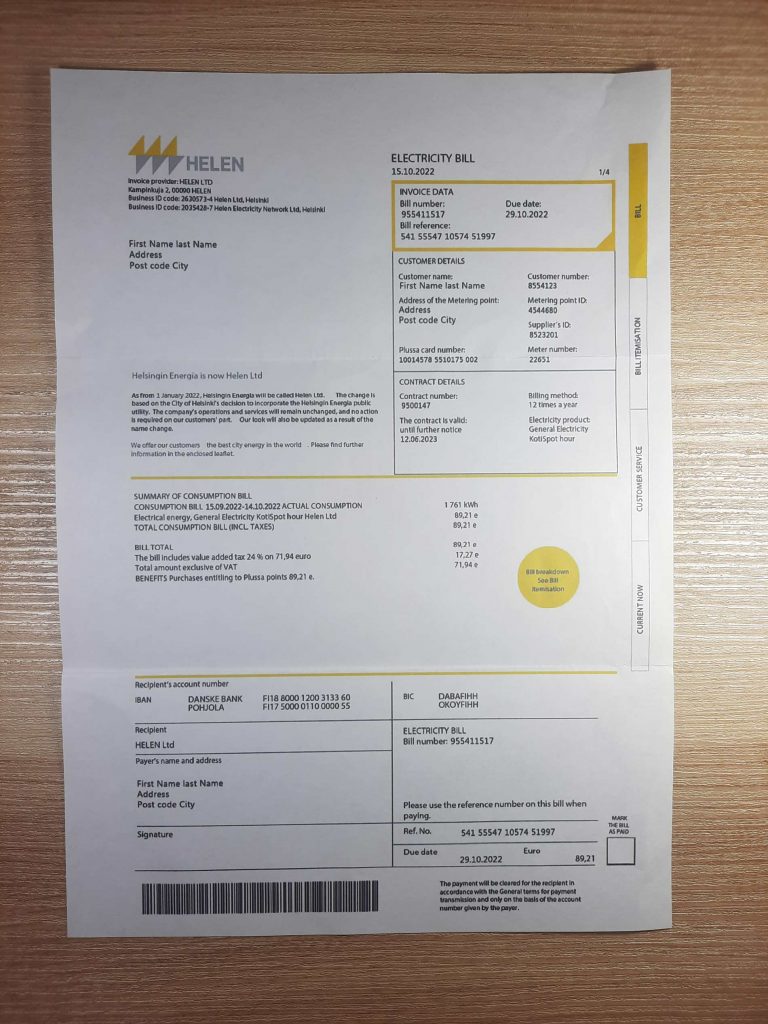 HELEN
Invoice provider: HELEN LTD
Kampinkuja 2, 00090 HELEN
Business ID code: 2630573-4 Helen Ltd, Helsinki
Business ID code: 2035428-7 Helen Electricity Network Ltd, Helsinki
First Name last Name
Address
Post code City
ELECTRICITY BILL
15.10.2022 1/4
INVOICE DATA
Bill number: Due date:
955411517 29.10.2022
Bill reference:
541 55547 10574 51997
CUSTOMER DETAILS
Customer name: Customer number:
First Name last Name 8554123
Address of the Metering point: Metering point ID:
Address 4544680
Post code City Supplier's ID:
8523201
Plussa card number: Meter number:
10014578 5510175 002 22651
CONTRACT DETAILS
Contract number: Billing method:
9500147 12 times a year
The contract is valid: Electricity product:
until further notice General Electricity
12.06.2023 KotiSpot hour
BILL
BILL ITEMISATION
CUSTOMER SERVICE
CURRENT NOW
Helsingin Energia is now Helen Ltd
As from 1 January 2022, Helsingin Energia will be called Helen Ltd. The change is
based on the City of Helsinki's decision to incorporate the Helsingin Energia public
utility. The company's operations and services will remain unchanged, and no action
is required on our customers' part. Our look will also be updated as a result of the
name change.
We offer our customers the best city energy in the world . Please find further
information in the enclosed leaflet.
SUMMARY OF CONSUMPTION BILL
CONSUMPTION BILL 15.09.2022-14.10.2022 ACTUAL CONSUMPTION 1 761 kWh
Electrical energy, General Electricity KotiSpot hour Helen Ltd 89,21 e
TOTAL CONSUMPTION BILL (INCL. TAXES) 89,21 e
BILL TOTAL 89,21 e
The bill includes value added tax 24 % on 71,94 euro 17,27 e
Total amount exclusive of VAT 71,94 e
BENEFITS Purchases entitling to Plussa points 89,21 e.
Bill breakdown
See Bill
Itemisation
Recipient's account number
IBAN DANSKE BANK FI18 8000 1200 3133 60 BIC DABAFIHH
POHJOLA FI17 5000 0110 0000 55 OKOYFIHH
Recipient
HELEN Ltd
ELECTRICITY BILL
Bill number: 955411517
Payer's name and address
First Name last Name
Address
Post code City
Please use the reference number on this bill when
paying.
Signature
Ref. No. 541 55547 10574 51997
Due date Euro
29.10.2022 89,21
MARK
THE BILL
AS PAID
The payment will be cleared for the recipient in
accordance with the General terms for payment
transmission and only on the basis of the account
number given by the payer.